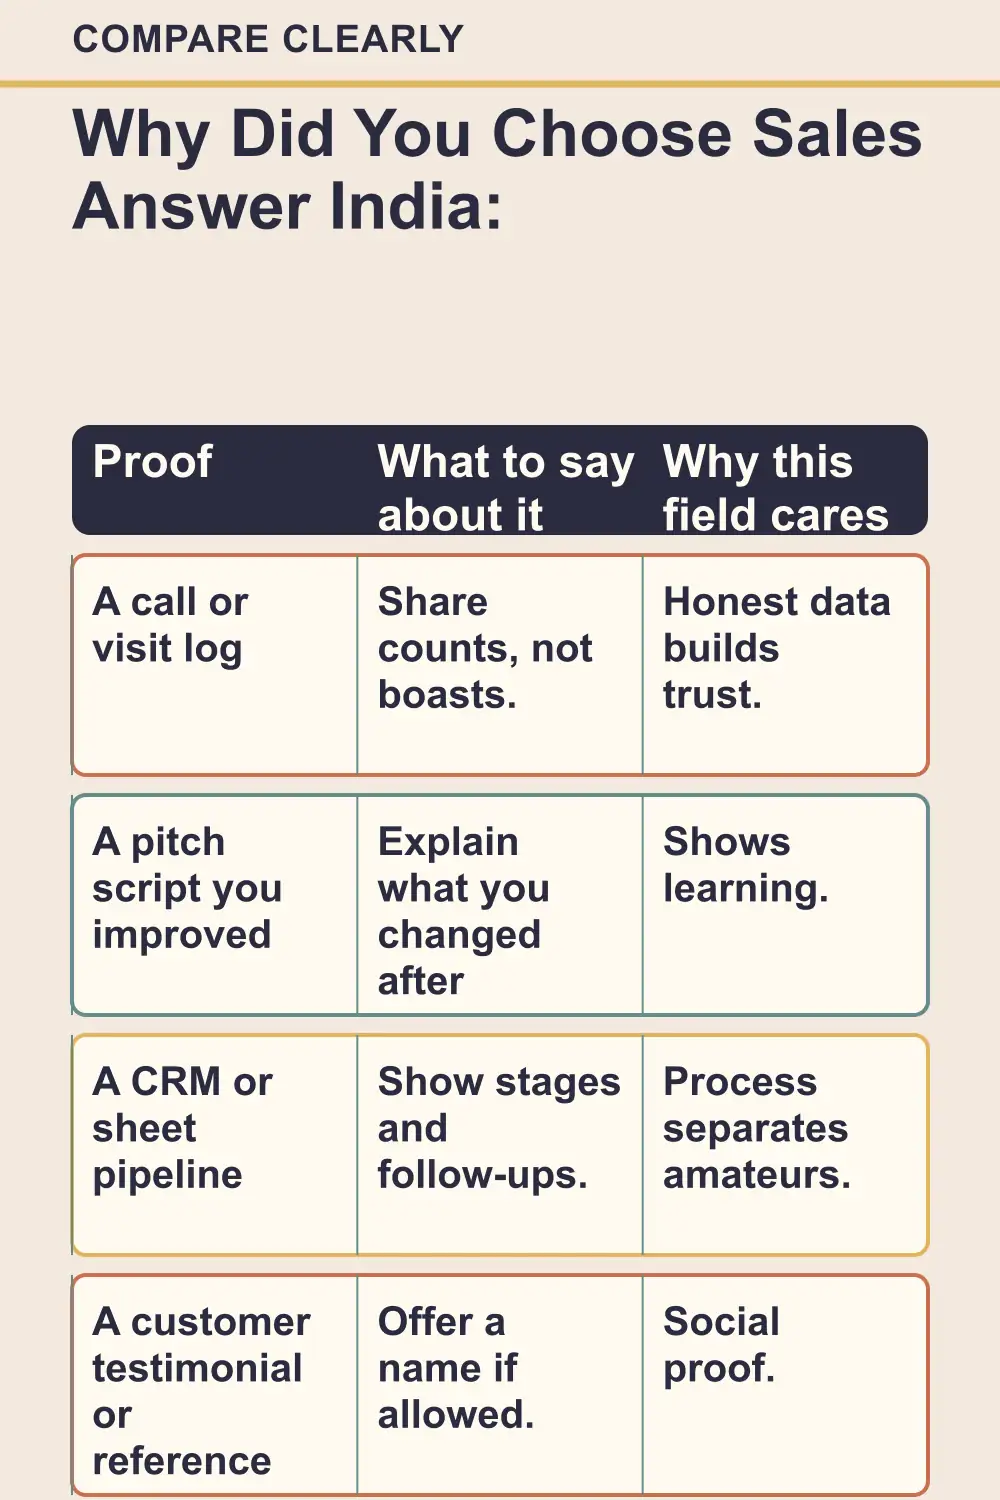 COMPARE CLEARLY
Why Did You Choose Sales
Answer India:
Proof
What to say
about it
Why this
field cares
A call or
visit log
Share
counts, not
boasts.
Honest data
builds
trust.
A pitch
script you
improved
Explain
what you
changed
after
Shows
learning.
A CRM or
sheet
pipeline
Show stages
and
follow-ups.
Process
separates
amateurs.
A customer
testimonial
or
reference
Offer a
name if
allowed.
Social
proof.